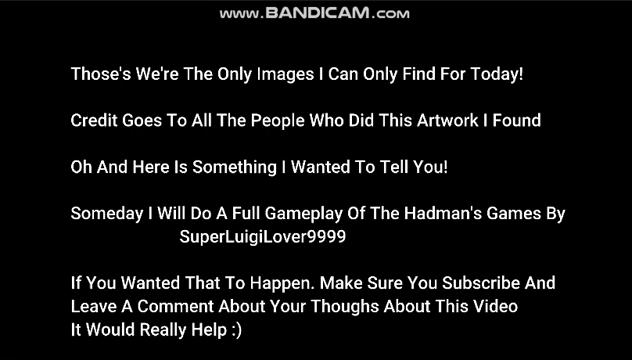 www.BANDICAM.com
Those's We're The Only Images I Can Only Find For Today!
Credit Goes To All The People Who Did This Artwork I Found
Oh And Here Is Something I Wanted To Tell You!
Someday I Will Do A Full Gameplay Of The Hadman's Games By
SuperLuigiLover9999
If You Wanted That To Happen. Make Sure You Subscribe And
Leave A Comment About Your Thoughs About This Video
It Would Really Help :)